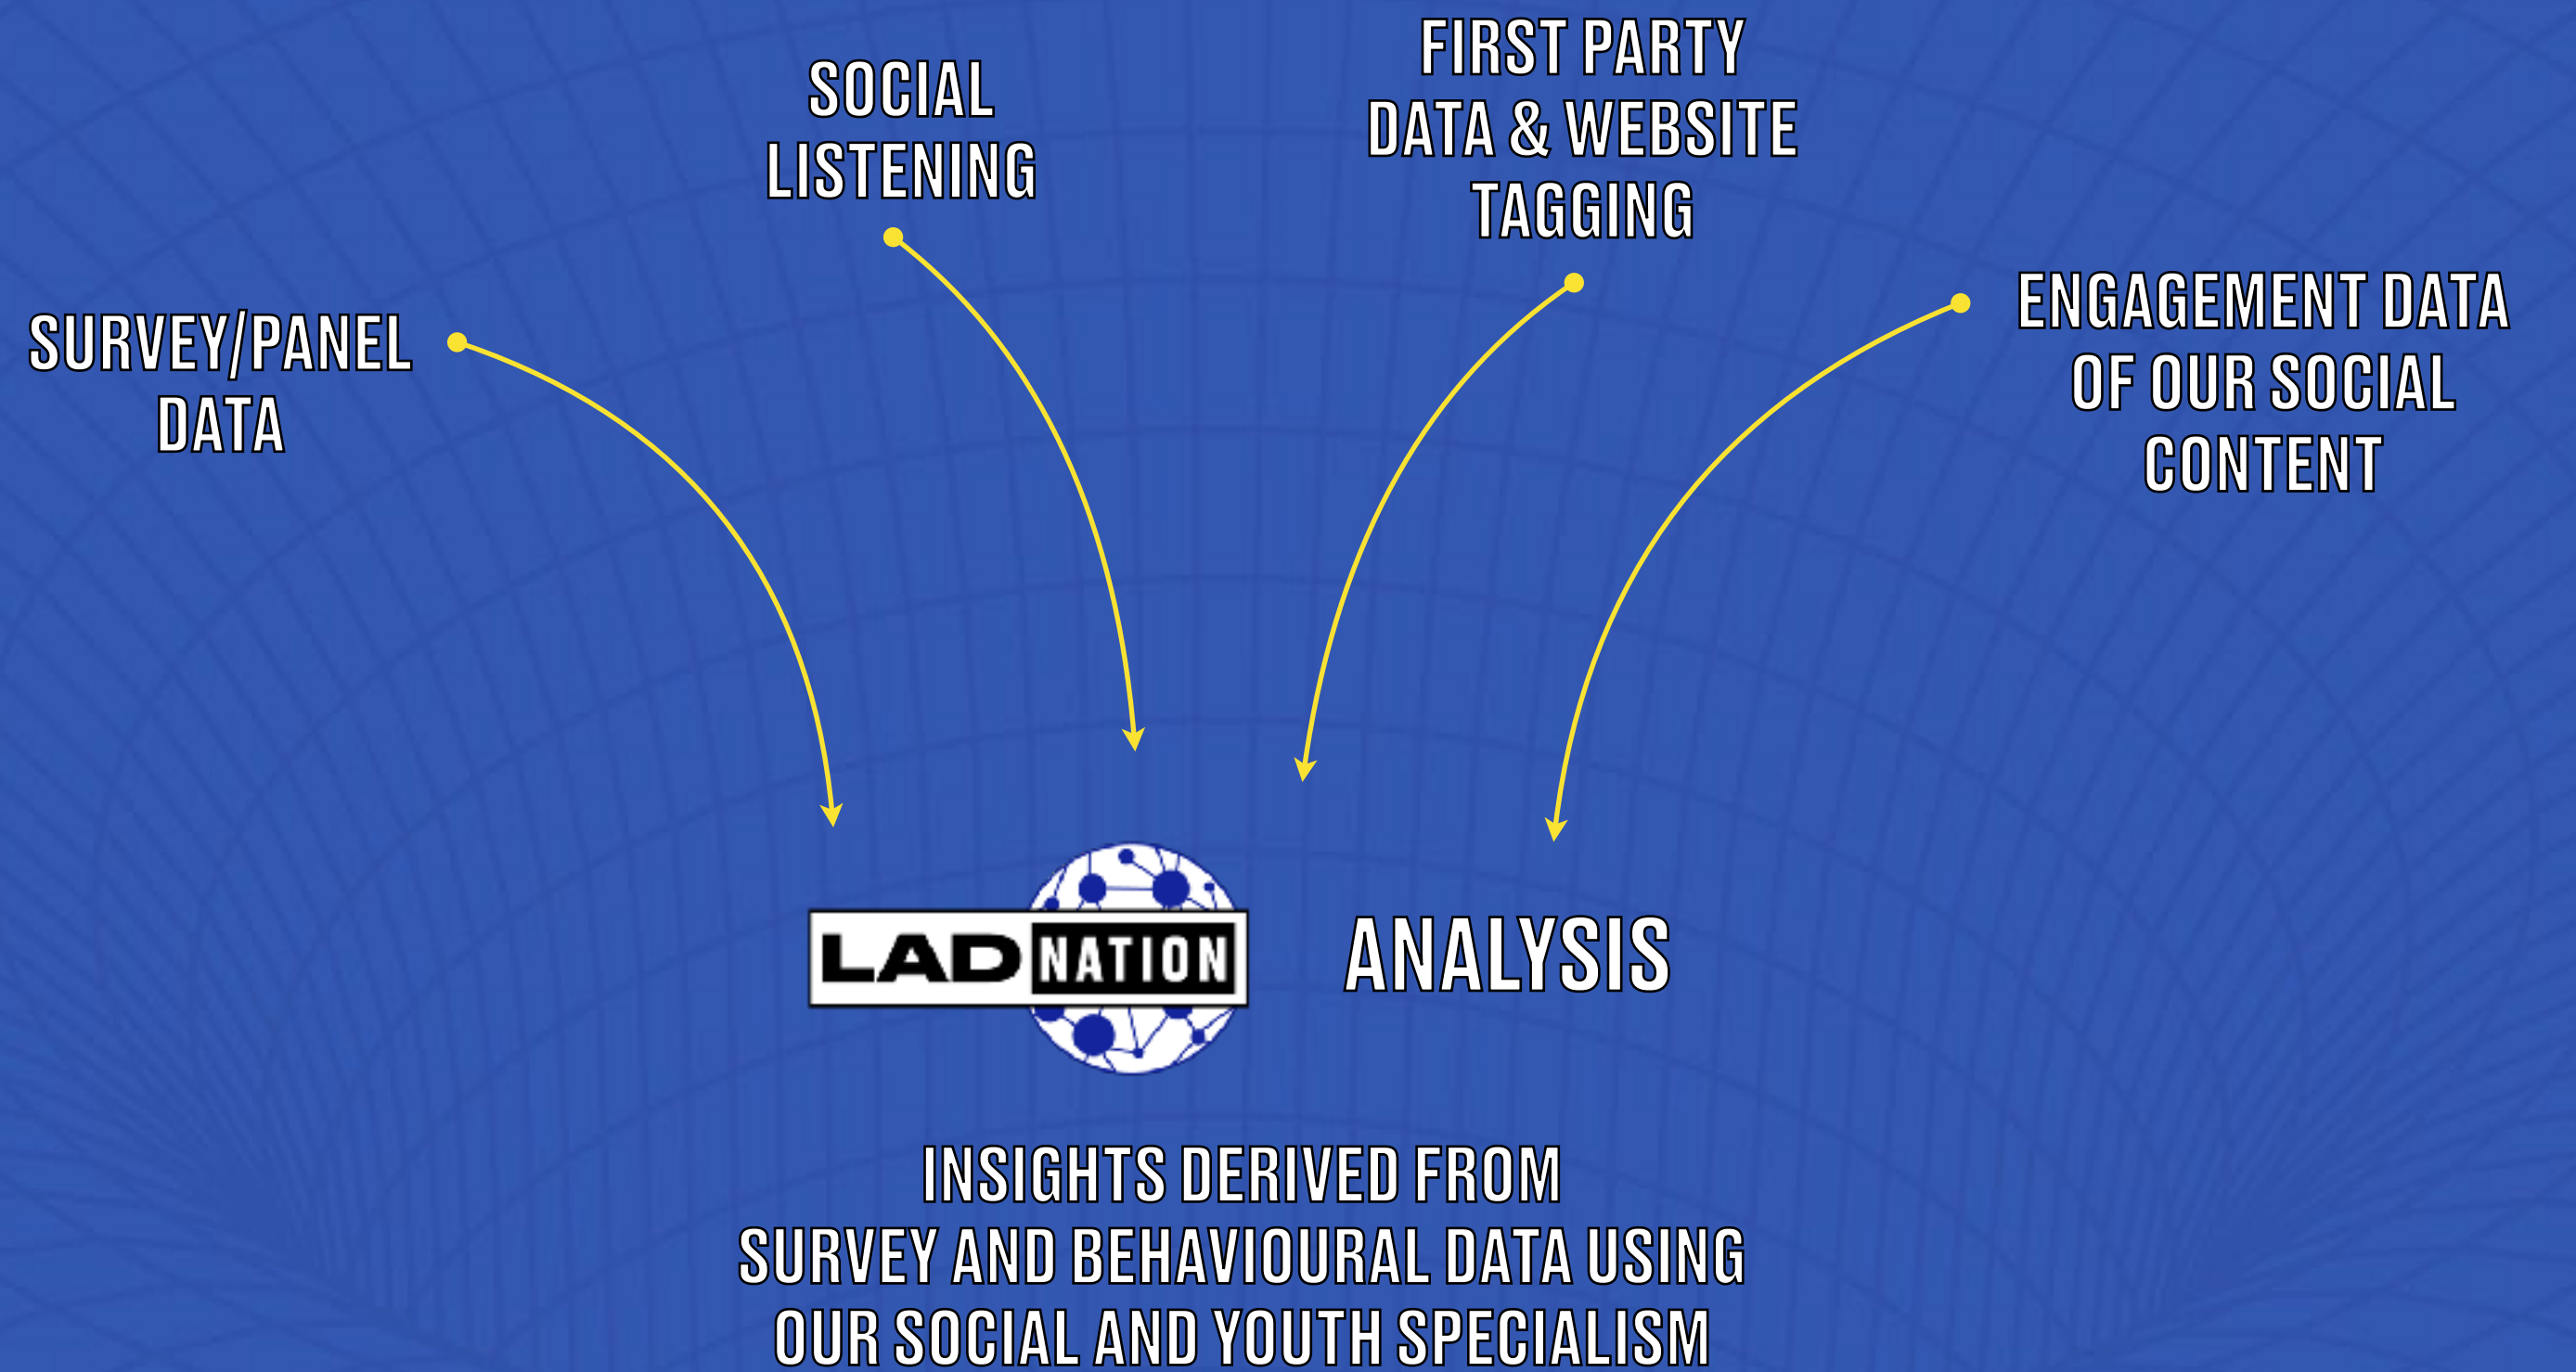 SOCIAL
LISTENING
FIRST PARTY
DATA & WEBSITE
TAGGING
SURVEY/PANEL
DATA
ENGAGEMENT DATA
OF OUR SOCIAL
CONTENT
LAD NATION
ANALYSIS
INSIGHTS DERIVED FROM
SURVEY AND BEHAVIOURAL DATA USING
OUR SOCIAL AND YOUTH SPECIALISM